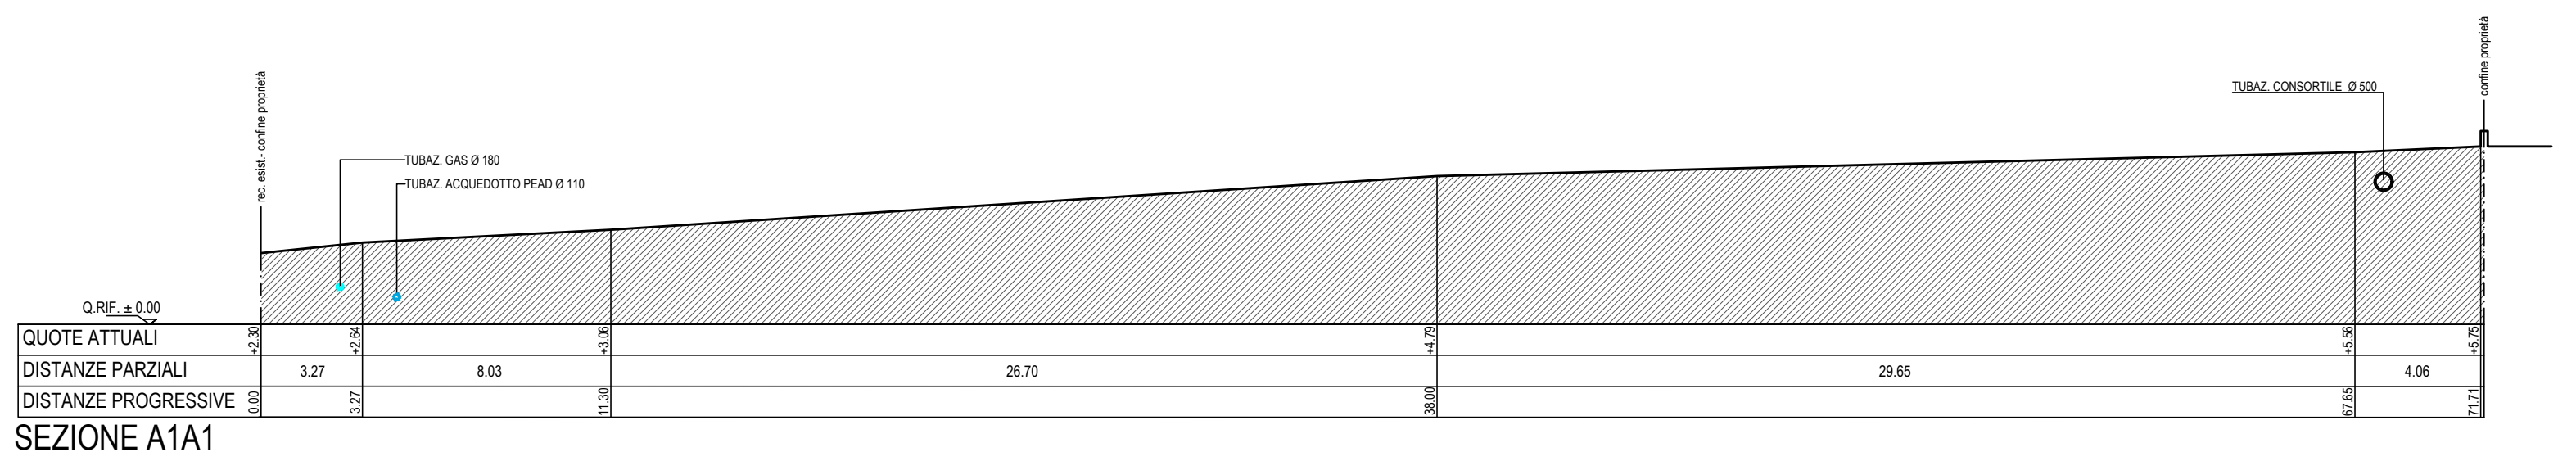 rec. esist.- confine proprietà
confine proprietà
TUBAZ. CONSORTILE Ø 500
TUBAZ. GAS Ø 180
TUBAZ. ACQUEDOTTO PEAD Ø 110
Q.RIF. ± 0.00
QUOTE ATTUALI +2.30 +2.64 +3.06 +4.79 +5.56 +5.75
DISTANZE PARZIALI 3.27 8.03 26.70 29.65 4.06
DISTANZE PROGRESSIVE 0.00 3.27 11.30 38.00 67.65 71.71
SEZIONE A1A1